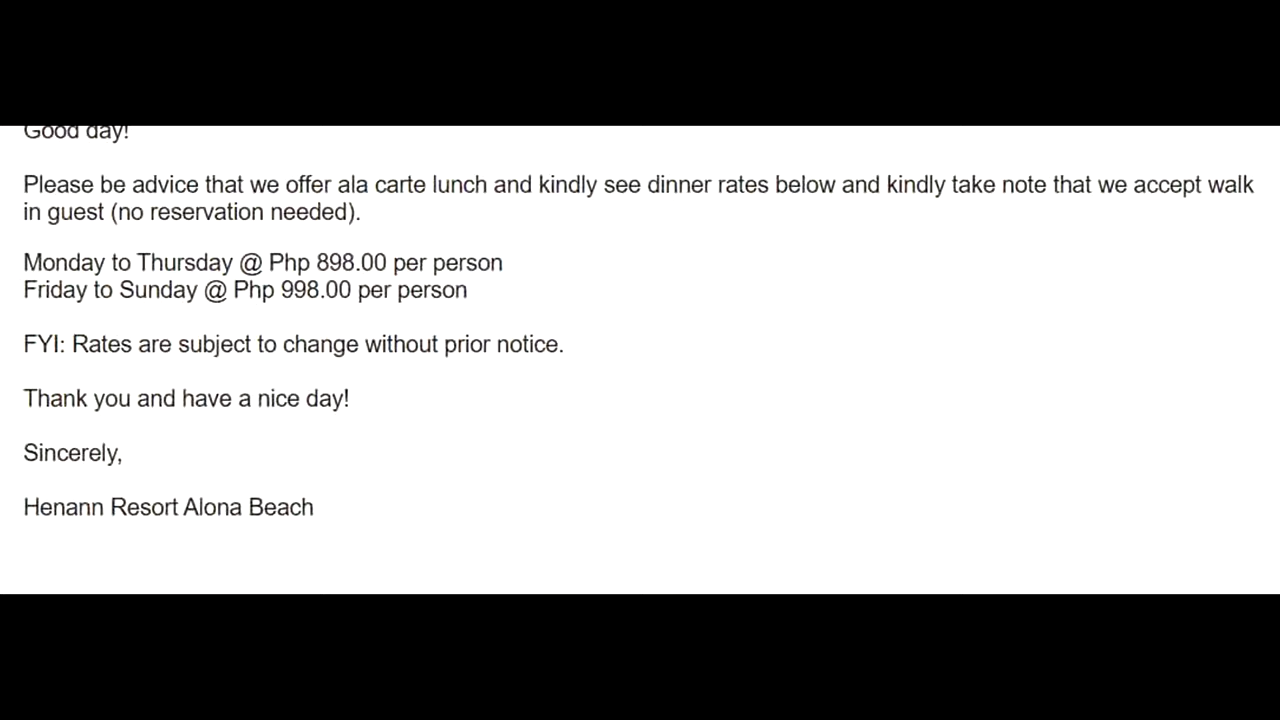 Good day!
Please be advice that we offer ala carte lunch and kindly see dinner rates below and kindly take note that we accept walk
in guest (no reservation needed).
Monday to Thursday @ Php 898.00 per person
Friday to Sunday @ Php 998.00 per person
FYI: Rates are subject to change without prior notice.
Thank you and have a nice day!
Sincerely,
Henann Resort Alona Beach